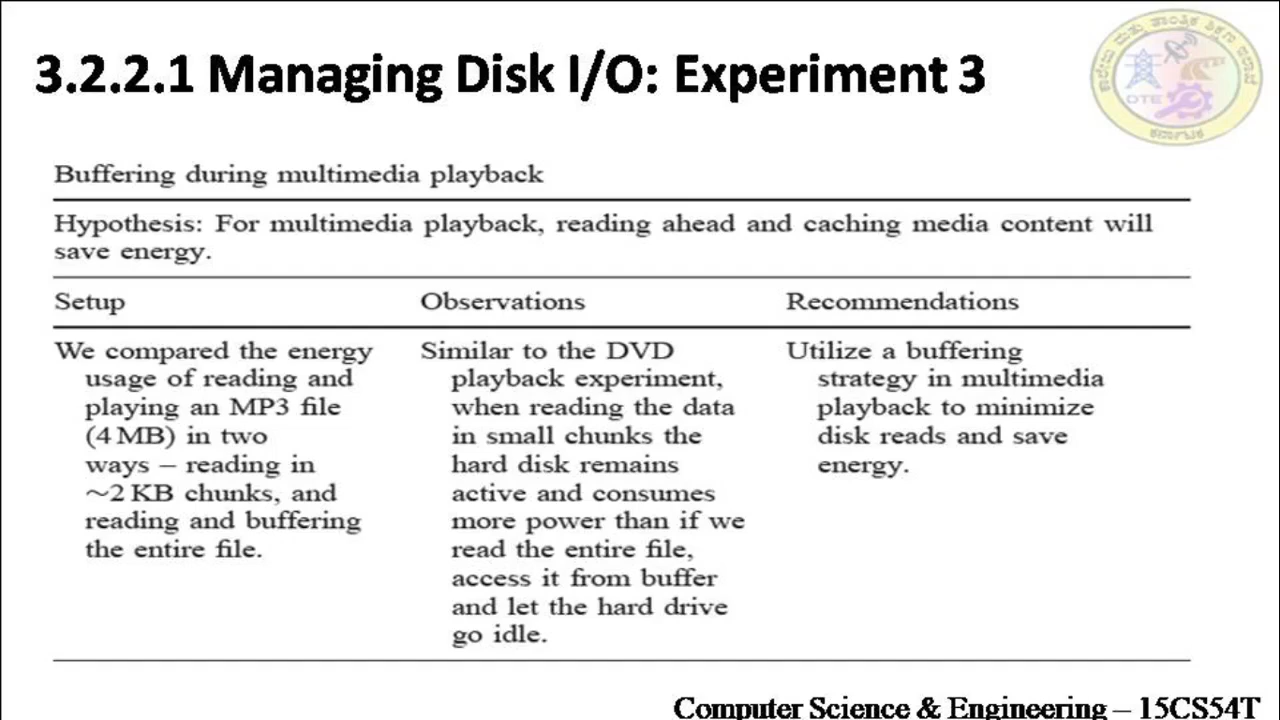 3.2.2.1 Managing Disk I/O: Experiment 3
DTE
Buffering during multimedia playback
Hypothesis: For multimedia playback, reading ahead and caching media content will
save energy.
Setup
We compared the energy
usage of reading and
playing an MP3 file
(4 MB) in two
ways – reading in
~2 KB chunks, and
reading and buffering
the entire file.
Observations
Similar to the DVD
playback experiment,
when reading the data
in small chunks the
hard disk remains
active and consumes
more power than if we
read the entire file,
access it from buffer
and let the hard drive
go idle.
Recommendations
Utilize a buffering
strategy in multimedia
playback to minimize
disk reads and save
energy.
Computer Science & Engineering – 15CS54T